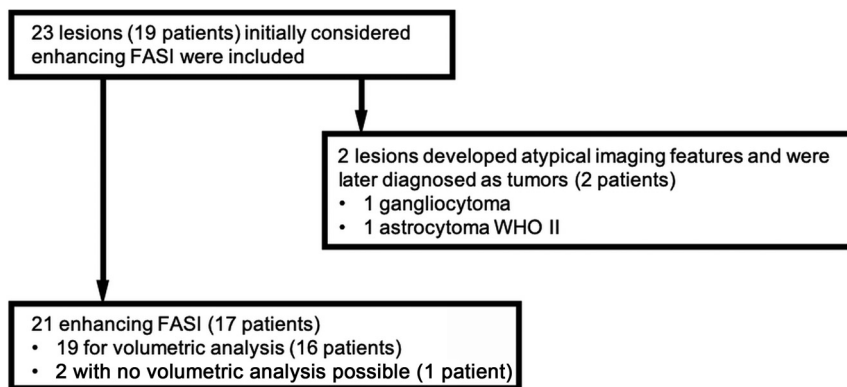 23 lesions (19 patients) initially considered
enhancing FASI were included
2 lesions developed atypical imaging features and were
later diagnosed as tumors (2 patients)
• 1 gangliocytoma
• 1 astrocytoma WHO II
21 enhancing FASI (17 patients)
• 19 for volumetric analysis (16 patients)
• 2 with no volumetric analysis possible (1 patient)